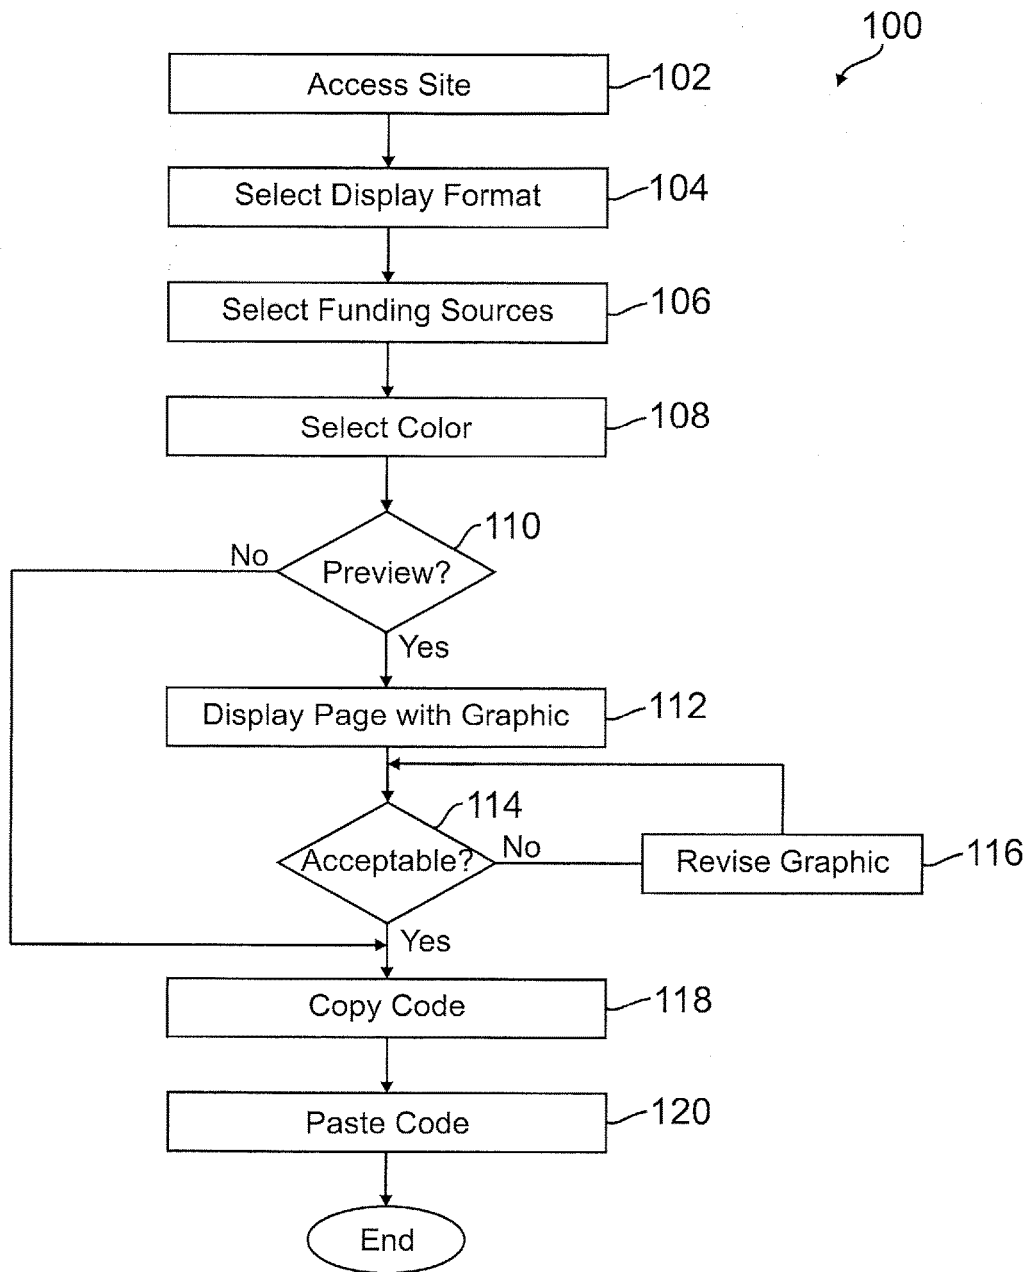 100
Access Site 102
Select Display Format 104
Select Funding Sources 106
Select Color 108
110
No
Preview?
Yes
Display Page with Graphic 112
114
No
Acceptable?
Revise Graphic 116
Yes
Copy Code 118
Paste Code 120
End